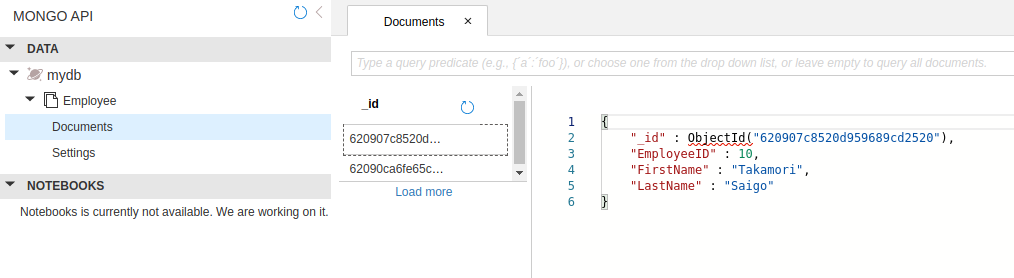 MONGO API
DATA
mydb
Employee
Documents
Settings
NOTEBOOKS
Notebooks is currently not available. We are working on it.
Documents ×
Type a query predicate (e.g., {´a´:´foo´}), or choose one from the drop down list, or leave empty to query all documents.
_id
620907c8520d…
62090ca6fe65c…
Load more
1 {
2 "_id" : ObjectId("620907c8520d959689cd2520"),
3 "EmployeeID" : 10,
4 "FirstName" : "Takamori",
5 "LastName" : "Saigo"
6 }